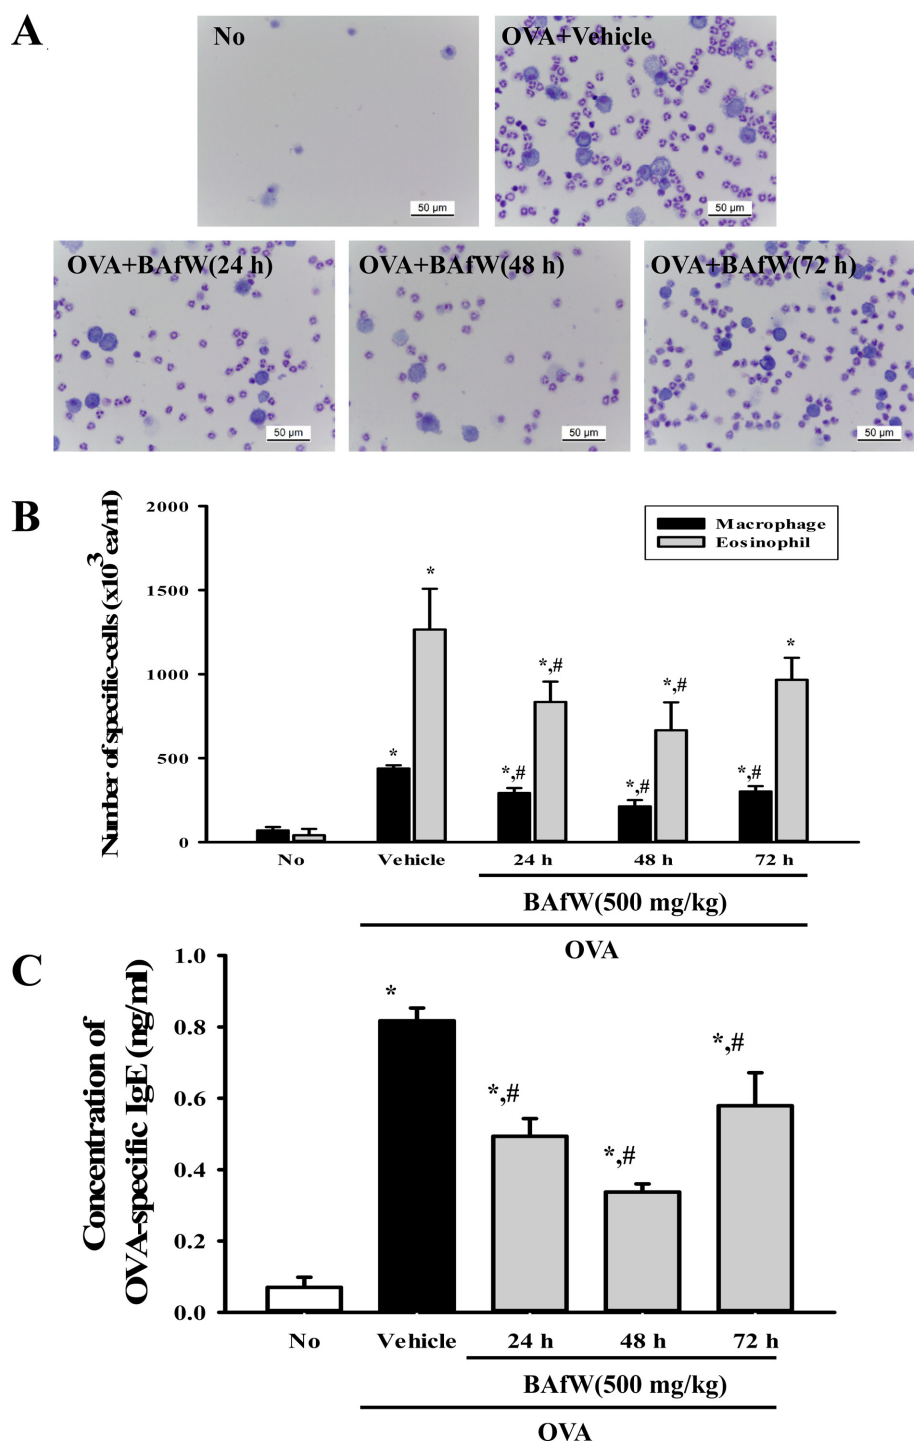 A
No
OVA+Vehicle
50 µm
50 µm
OVA+BAfW(24 h)
OVA+BAfW(48 h)
OVA+BAfW(72 h)
50 µm
50 µm
50 µm
B
Number of specific-cells (x10³ ea/ml)
2000
1500
1000
500
0
Macrophage
Eosinophil
*
*
*,#
*,#
*,#
*,#
*,#
*
No
Vehicle
24 h
48 h
72 h
BAfW(500 mg/kg)
OVA
C
Concentration of
OVA-specific IgE (ng/ml)
1.0
0.8
0.6
0.4
0.2
0.0
*
*,#
*,#
*,#
No
Vehicle
24 h
48 h
72 h
BAfW(500 mg/kg)
OVA